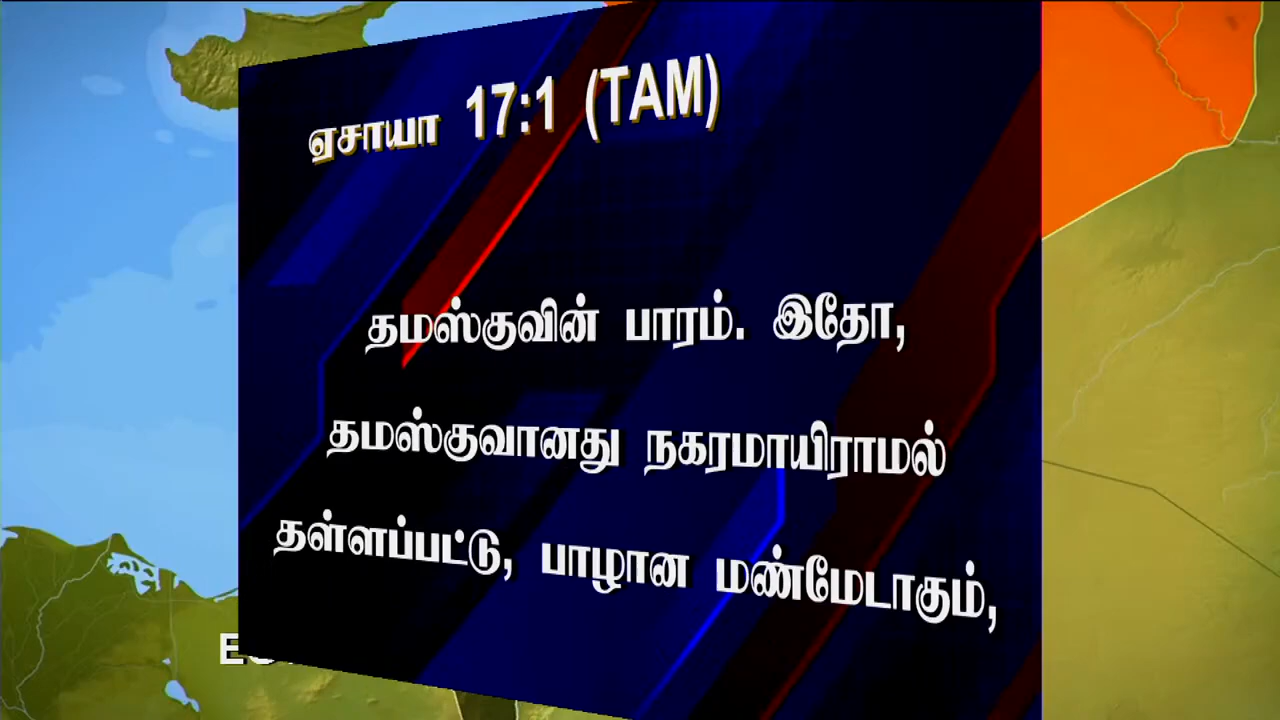 ஏசாயா 17:1 (TAM)
தமஸ்குவின் பாரம். இதோ,
தமஸ்குவானது நகரமாயிராமல்
தள்ளப்பட்டு, பாழான மண்மேடாகும்,